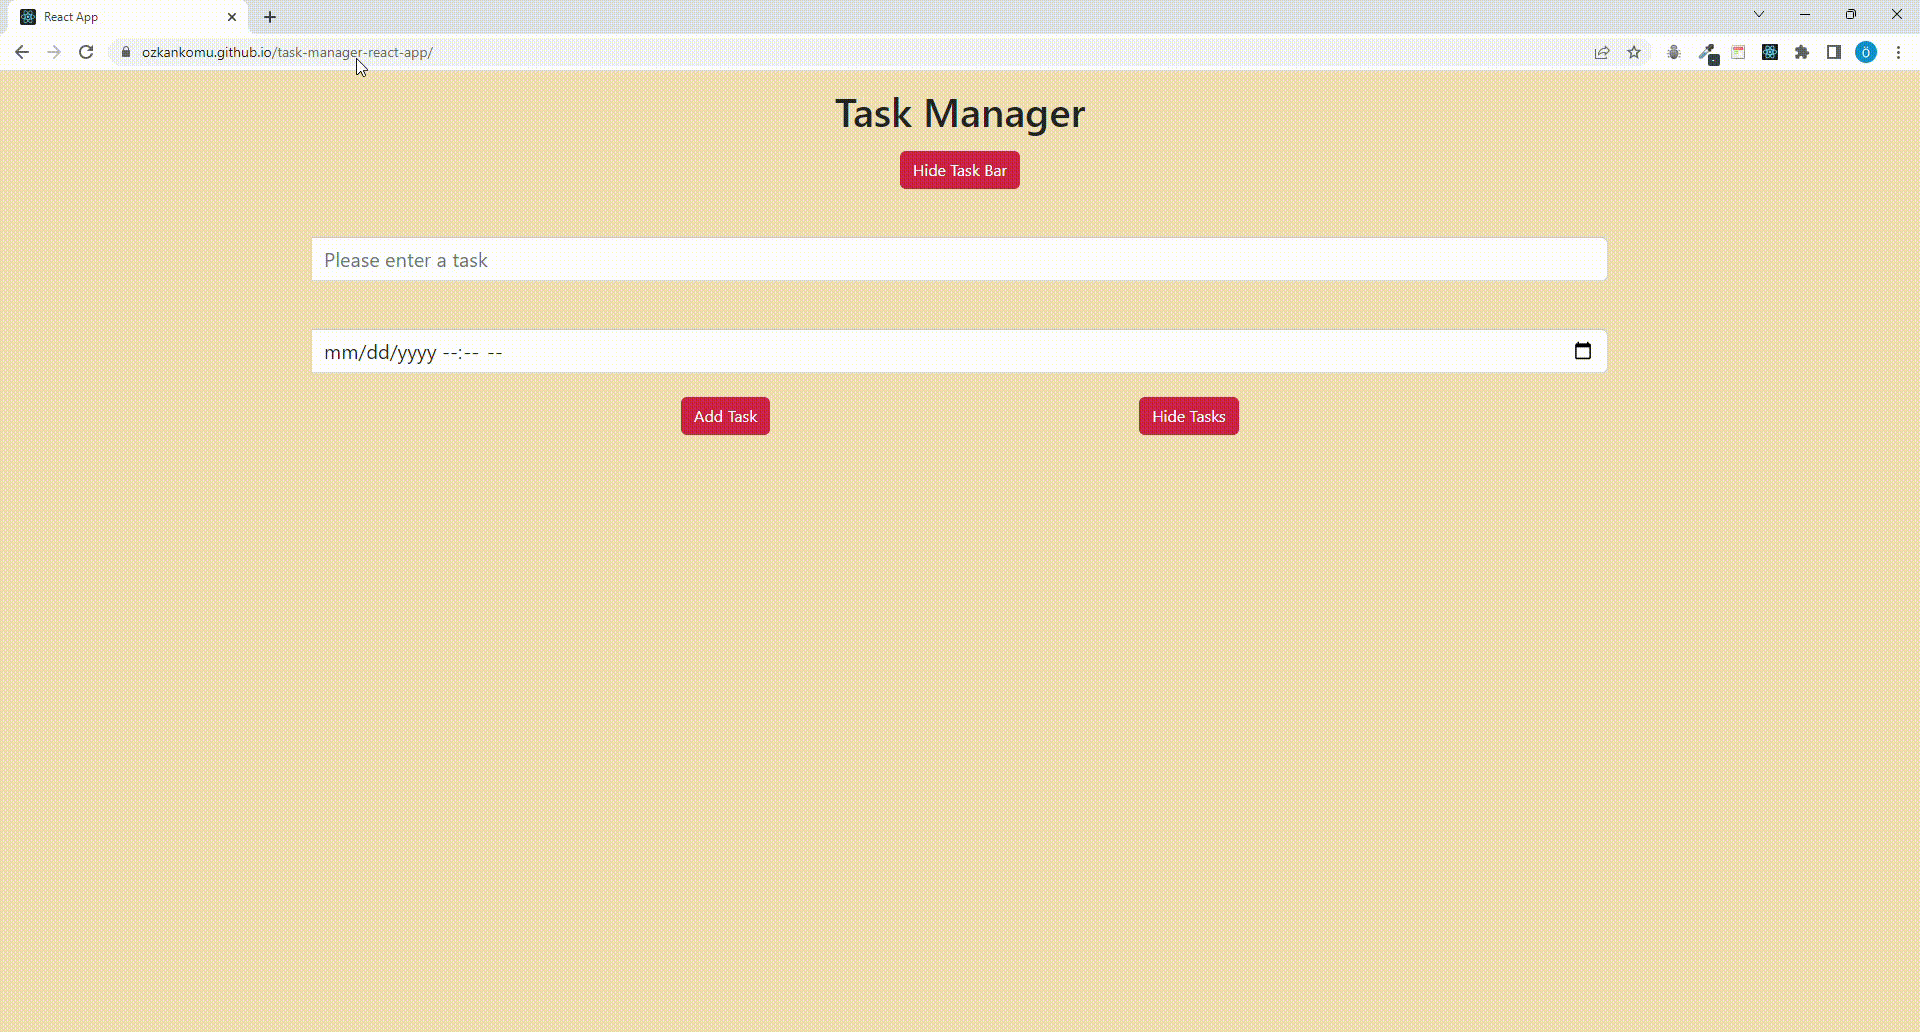 React App
ozkankomu.github.io/task-manager-react-app/
Ö
Task Manager
Hide Task Bar
Please enter a task
mm/dd/yyyy --:-- --
Add Task
Hide Tasks